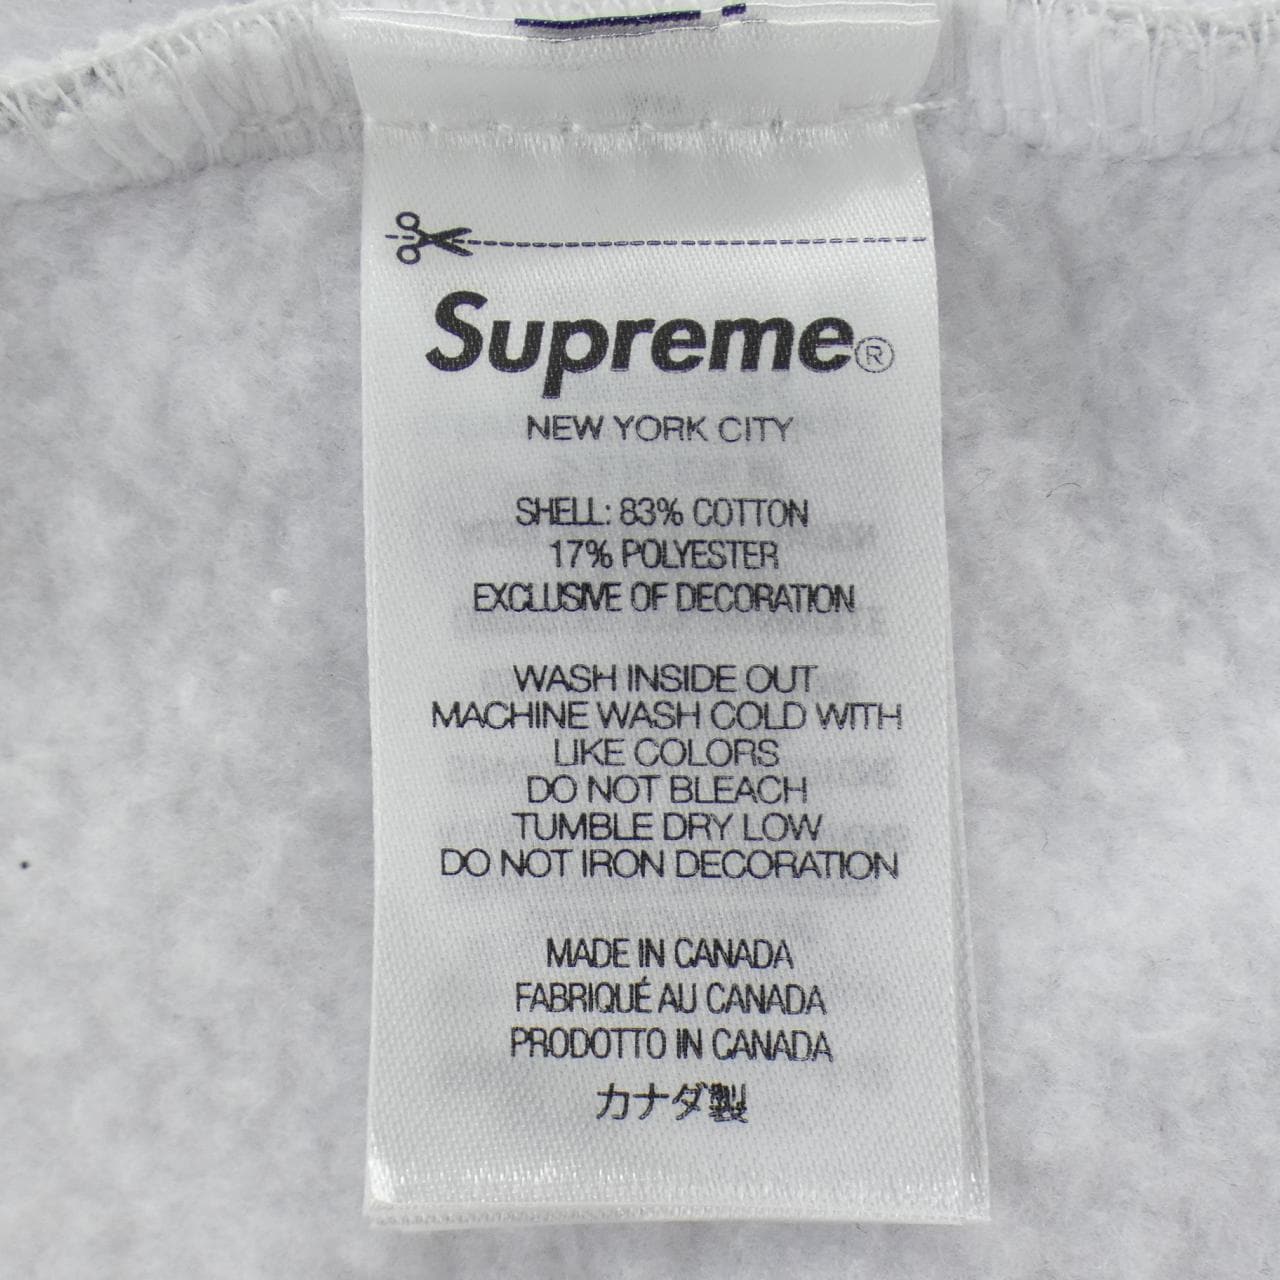 Supreme®
NEW YORK CITY
SHELL: 83% COTTON
17% POLYESTER
EXCLUSIVE OF DECORATION
WASH INSIDE OUT
MACHINE WASH COLD WITH
LIKE COLORS
DO NOT BLEACH
TUMBLE DRY LOW
DO NOT IRON DECORATION
MADE IN CANADA
FABRIQUÉ AU CANADA
PRODOTTO IN CANADA
カナダ製